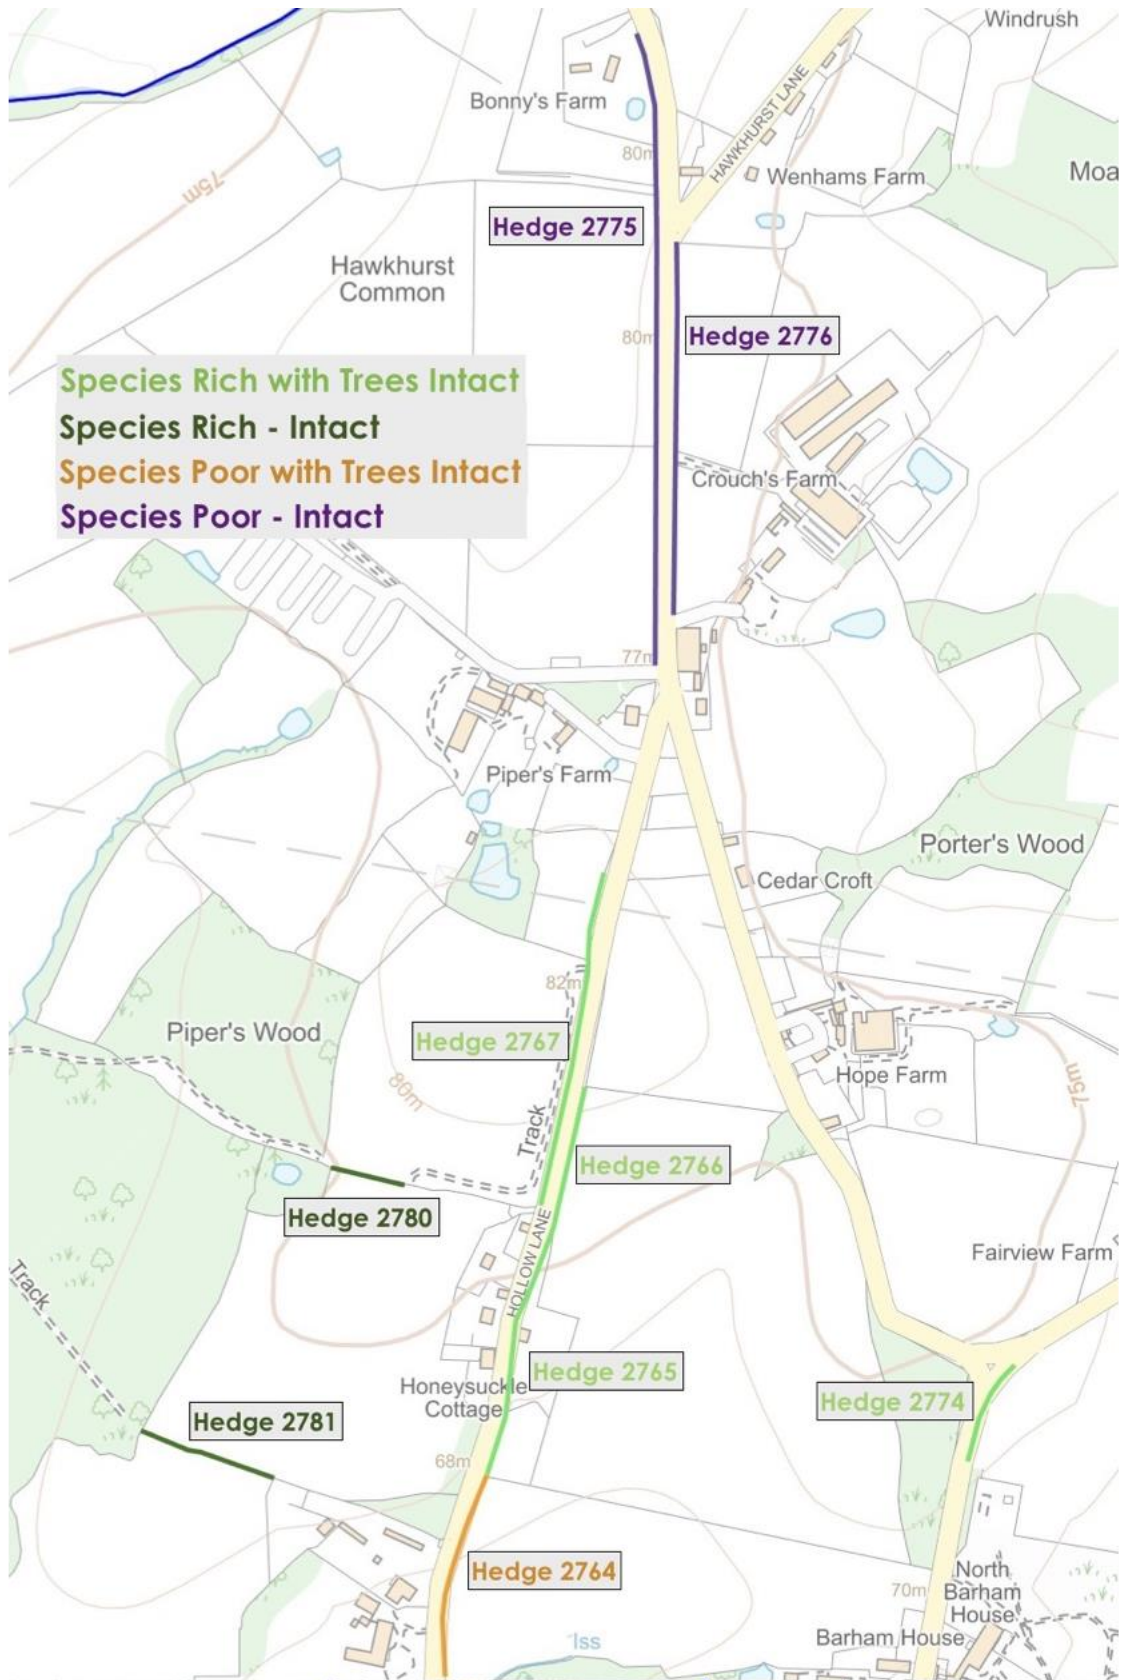 Windrush
Bonny's Farm
HAWKHURST LANE
80m
Wenhams Farm
Moa
75m
Hedge 2775
Hawkhurst
Common
80m
Hedge 2776
Species Rich with Trees Intact
Species Rich - Intact
Species Poor with Trees Intact
Species Poor - Intact
Crouch's Farm
77m
Piper's Farm
Porter's Wood
Cedar Croft
82m
Piper's Wood
Hedge 2767
80m
Hope Farm
75m
Track
Hedge 2766
Hedge 2780
HOLLOW LANE
Fairview Farm
Track
Hedge 2765
Honeysuckle
Cottage
Hedge 2774
Hedge 2781
68m
Hedge 2764
70m
North
Barham
House
Barham House
Iss